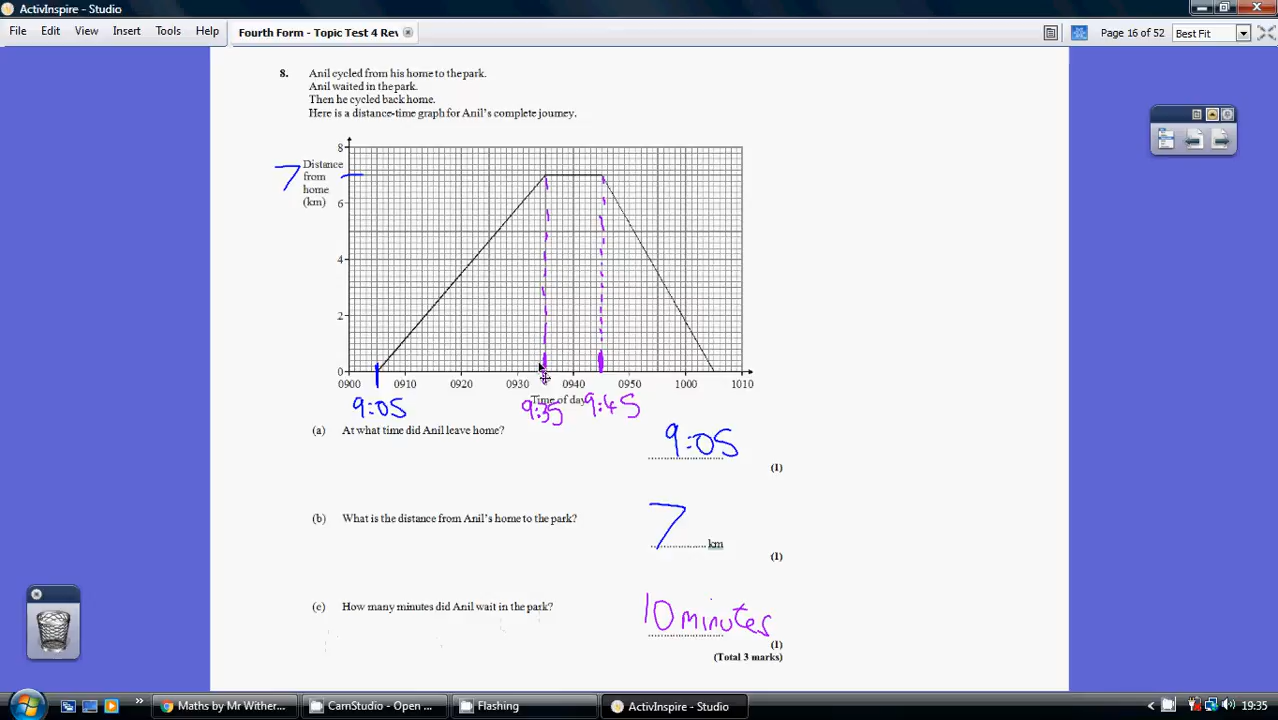 ActivInspire - Studio
File Edit View Insert Tools Help
Fourth Form - Topic Test 4 Rev
Page 16 of 52
Best Fit
8. Anil cycled from his home to the park.
Anil waited in the park.
Then he cycled back home.
Here is a distance-time graph for Anil's complete journey.
8
7
Distance
from
home
(km)
6
4
2
0
0900 0910 0920 0930 0940 0950 1000 1010
Time of day
9:05 9:35 9:45
(a) At what time did Anil leave home?
9:05
(1)
(b) What is the distance from Anil's home to the park?
7 km
(1)
(c) How many minutes did Anil wait in the park?
10 minutes
(1)
(Total 3 marks)
Maths by Mr Wither...
CamStudio - Open ...
Flashing
ActivInspire - Studio
19:35